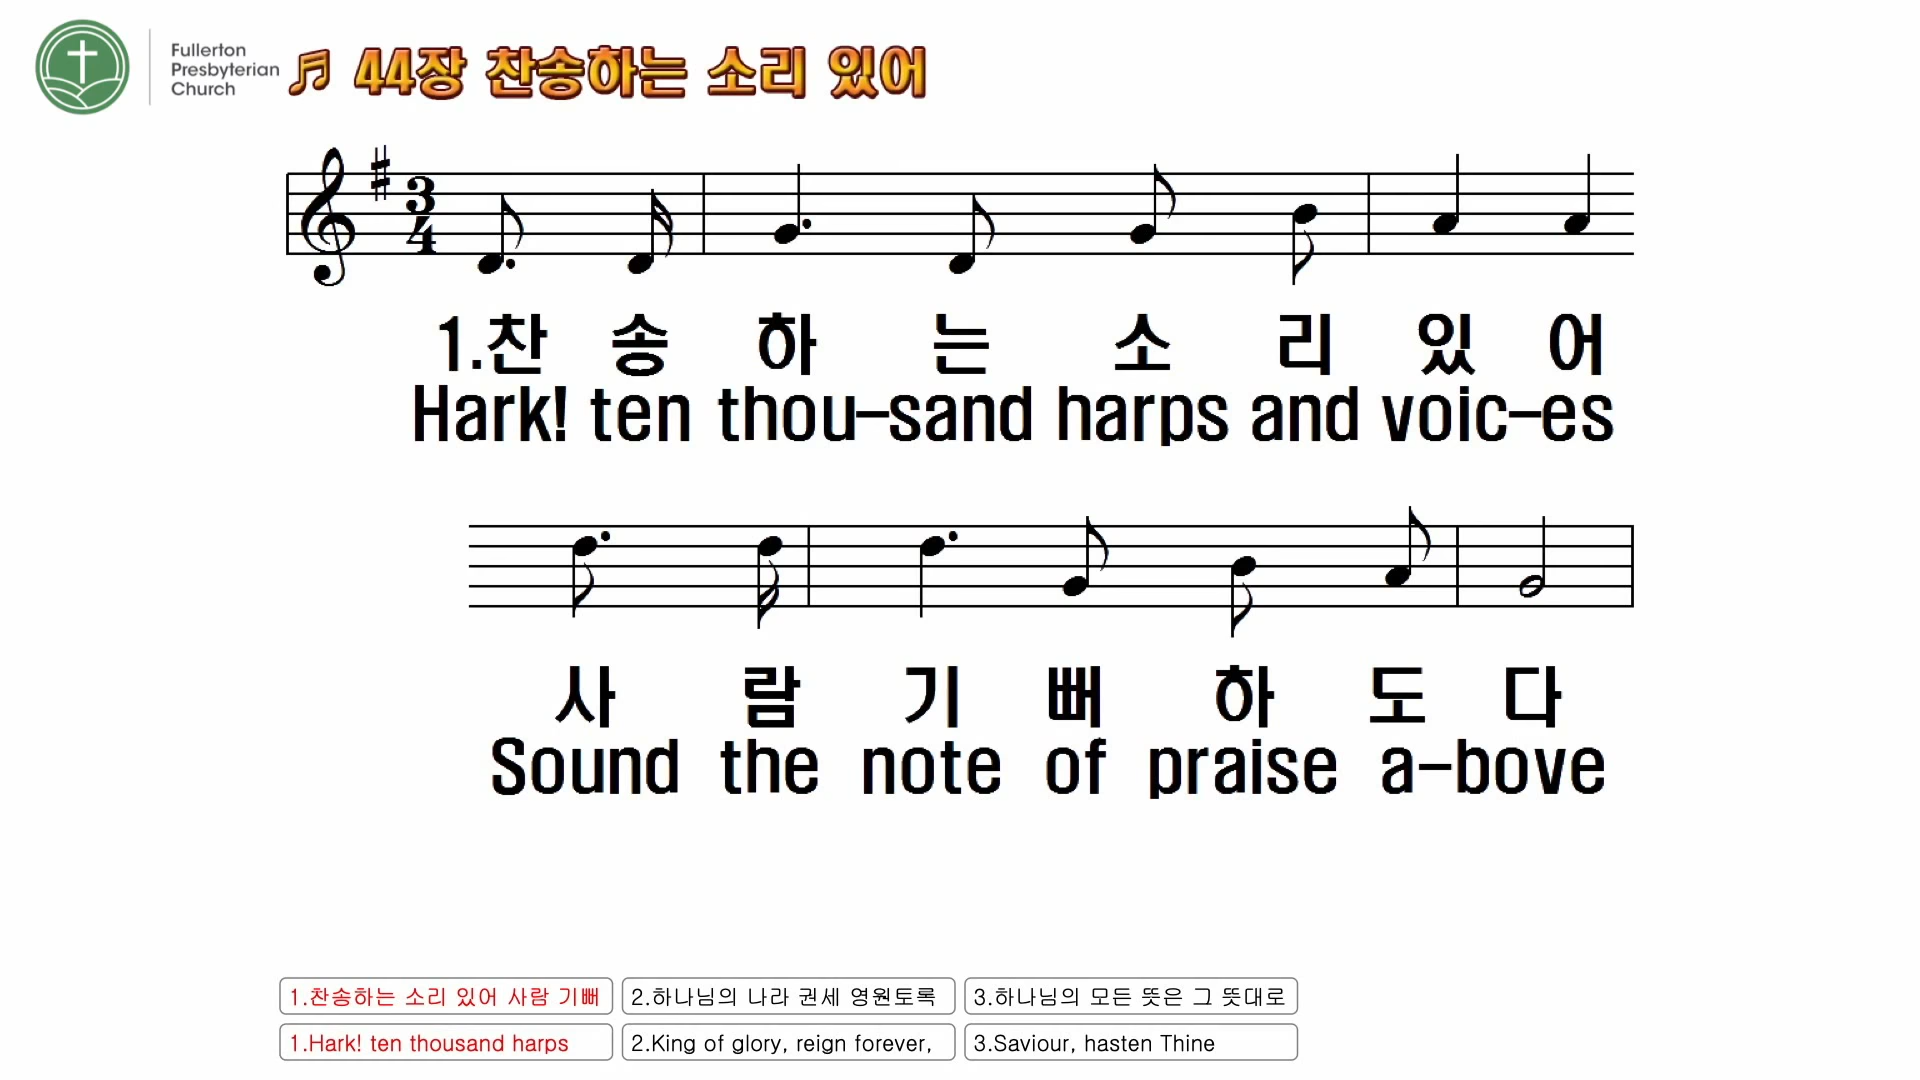 Fullerton
Presbyterian
Church
♬ 44장 찬송하는 소리 있어
3
4
1.찬 송 하 는 소 리 있 어
Hark! ten thou-sand harps and voic-es
사 람 기 뻐 하 도 다
Sound the note of praise a-bove
1.찬송하는 소리 있어 사람 기뻐
2.하나님의 나라 권세 영원토록
3.하나님의 모든 뜻은 그 뜻대로
1.Hark! ten thousand harps
2.King of glory, reign forever,
3.Saviour, hasten Thine